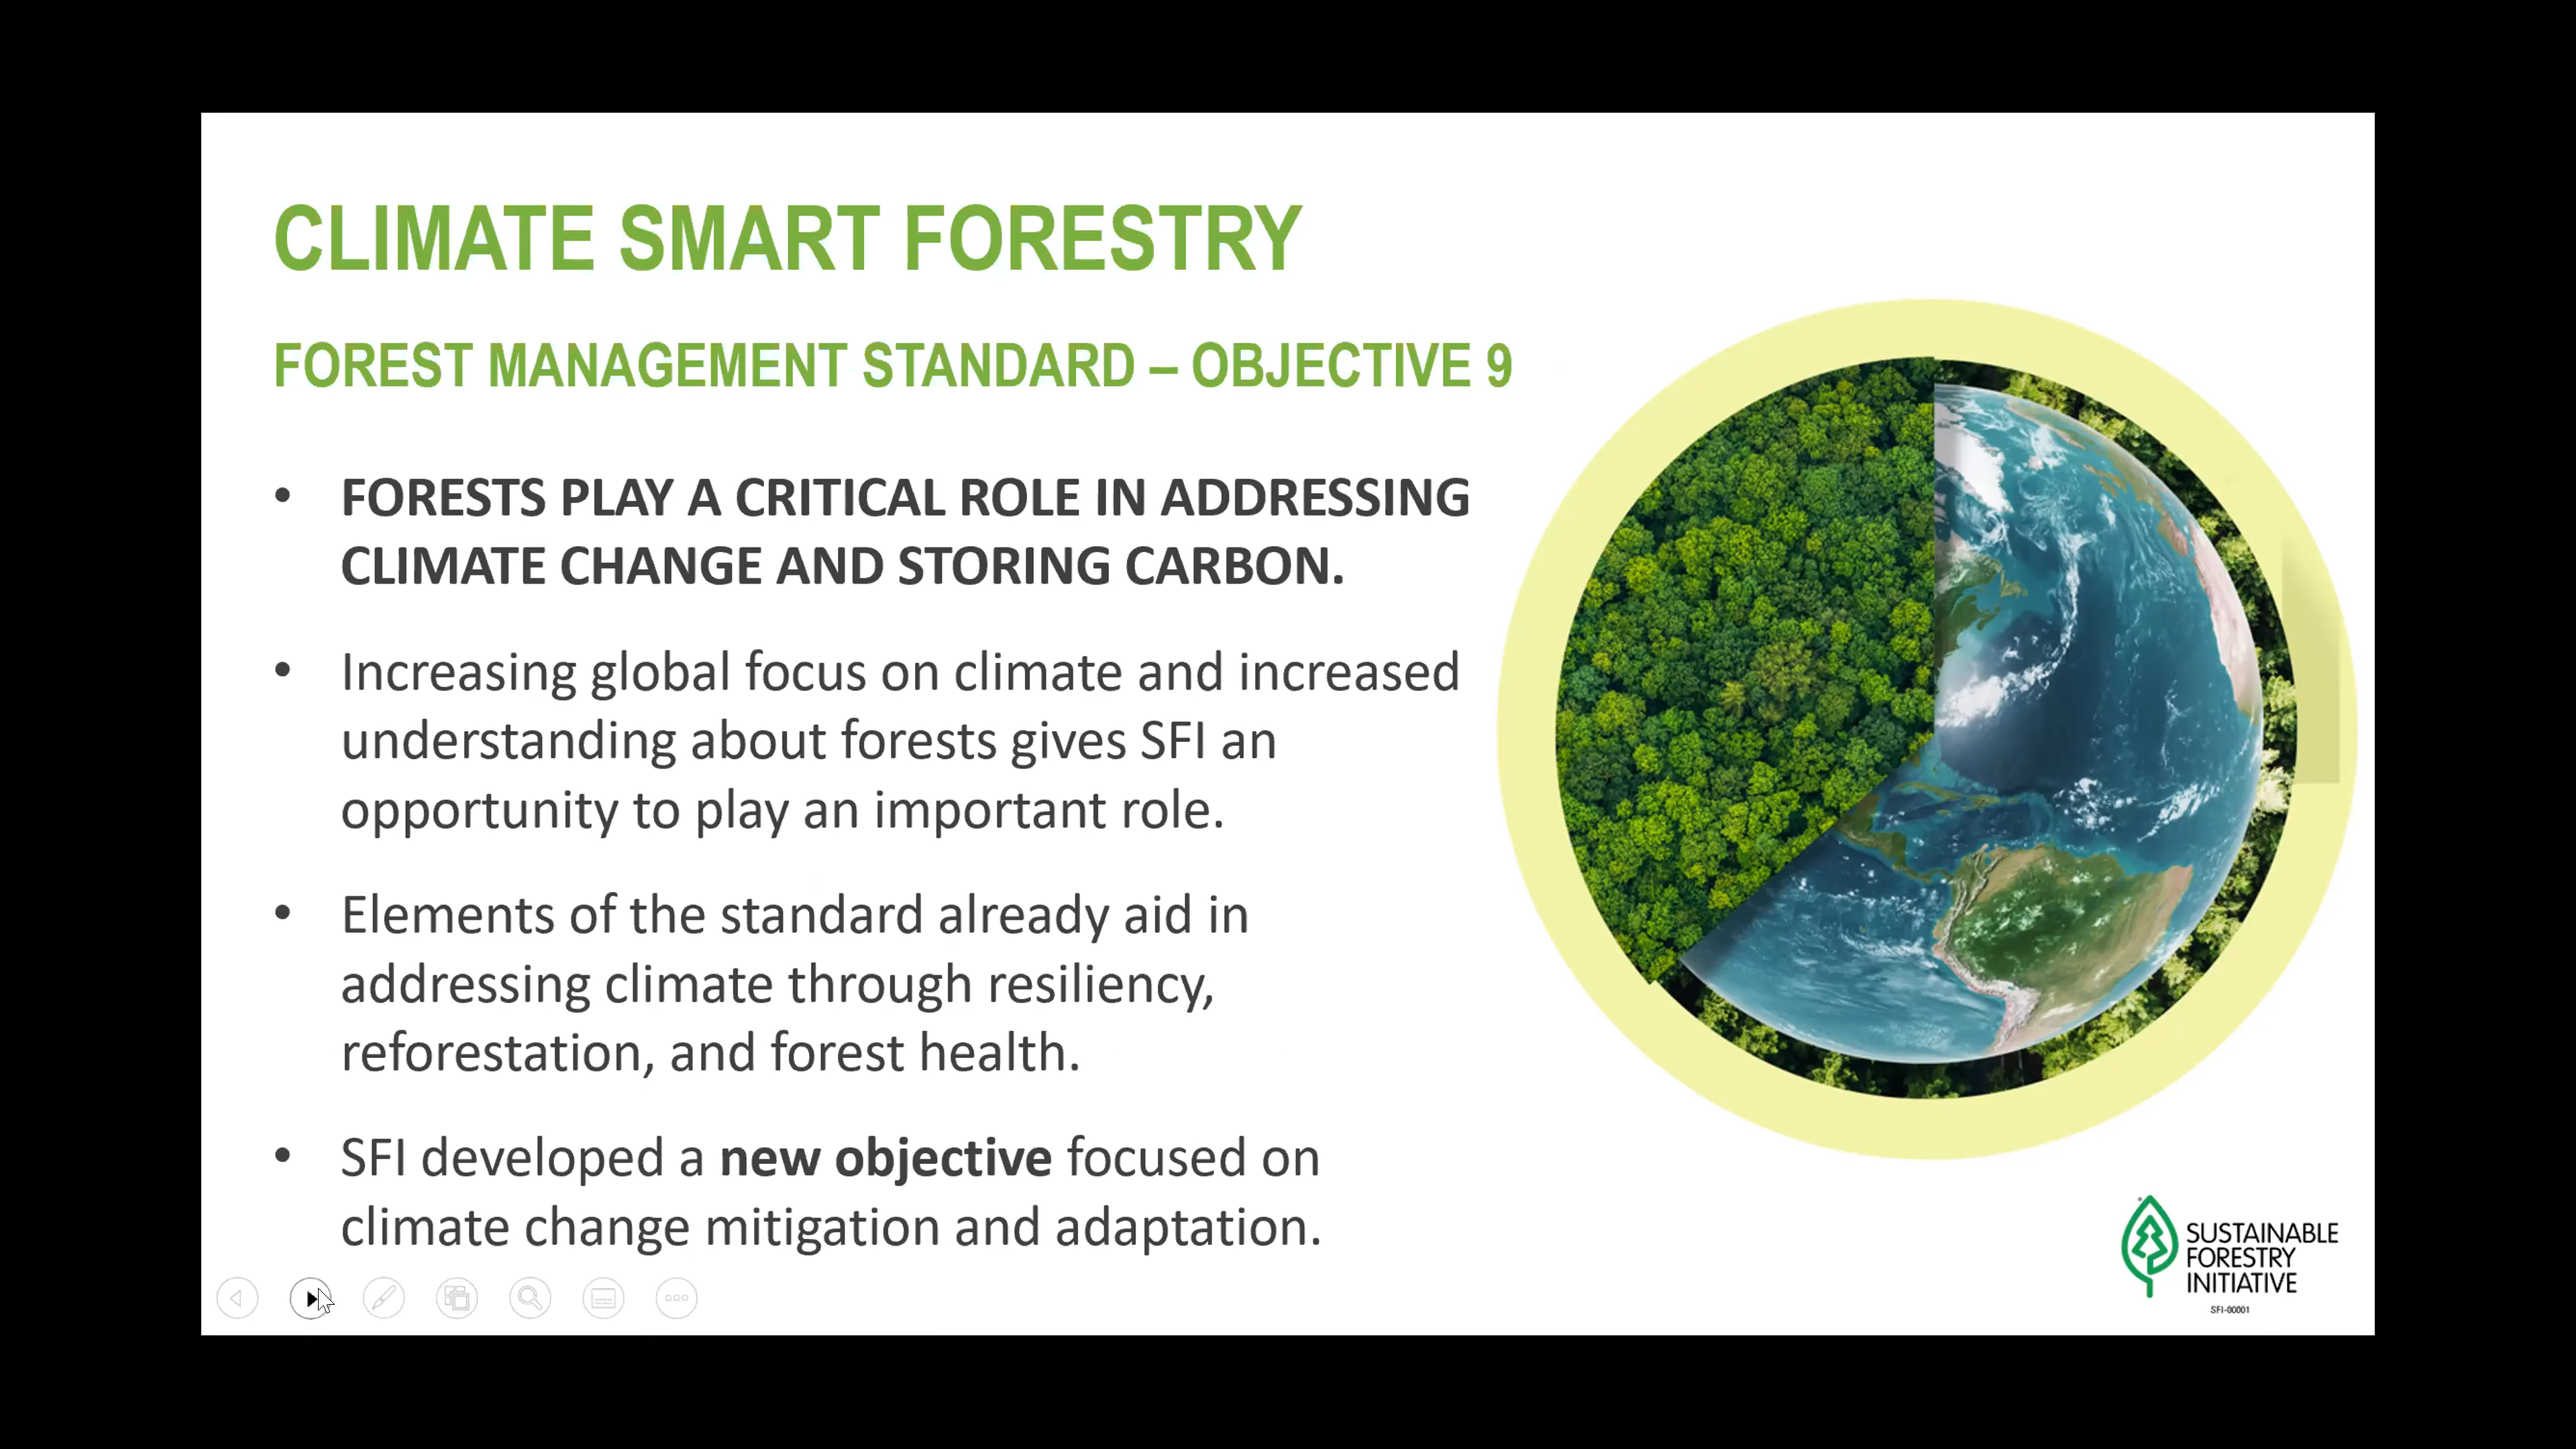 CLIMATE SMART FORESTRY
FOREST MANAGEMENT STANDARD – OBJECTIVE 9
• FORESTS PLAY A CRITICAL ROLE IN ADDRESSING
CLIMATE CHANGE AND STORING CARBON.
• Increasing global focus on climate and increased
understanding about forests gives SFI an
opportunity to play an important role.
• Elements of the standard already aid in
addressing climate through resiliency,
reforestation, and forest health.
• SFI developed a new objective focused on
climate change mitigation and adaptation.
SUSTAINABLE
FORESTRY
INITIATIVE
SFI-00001